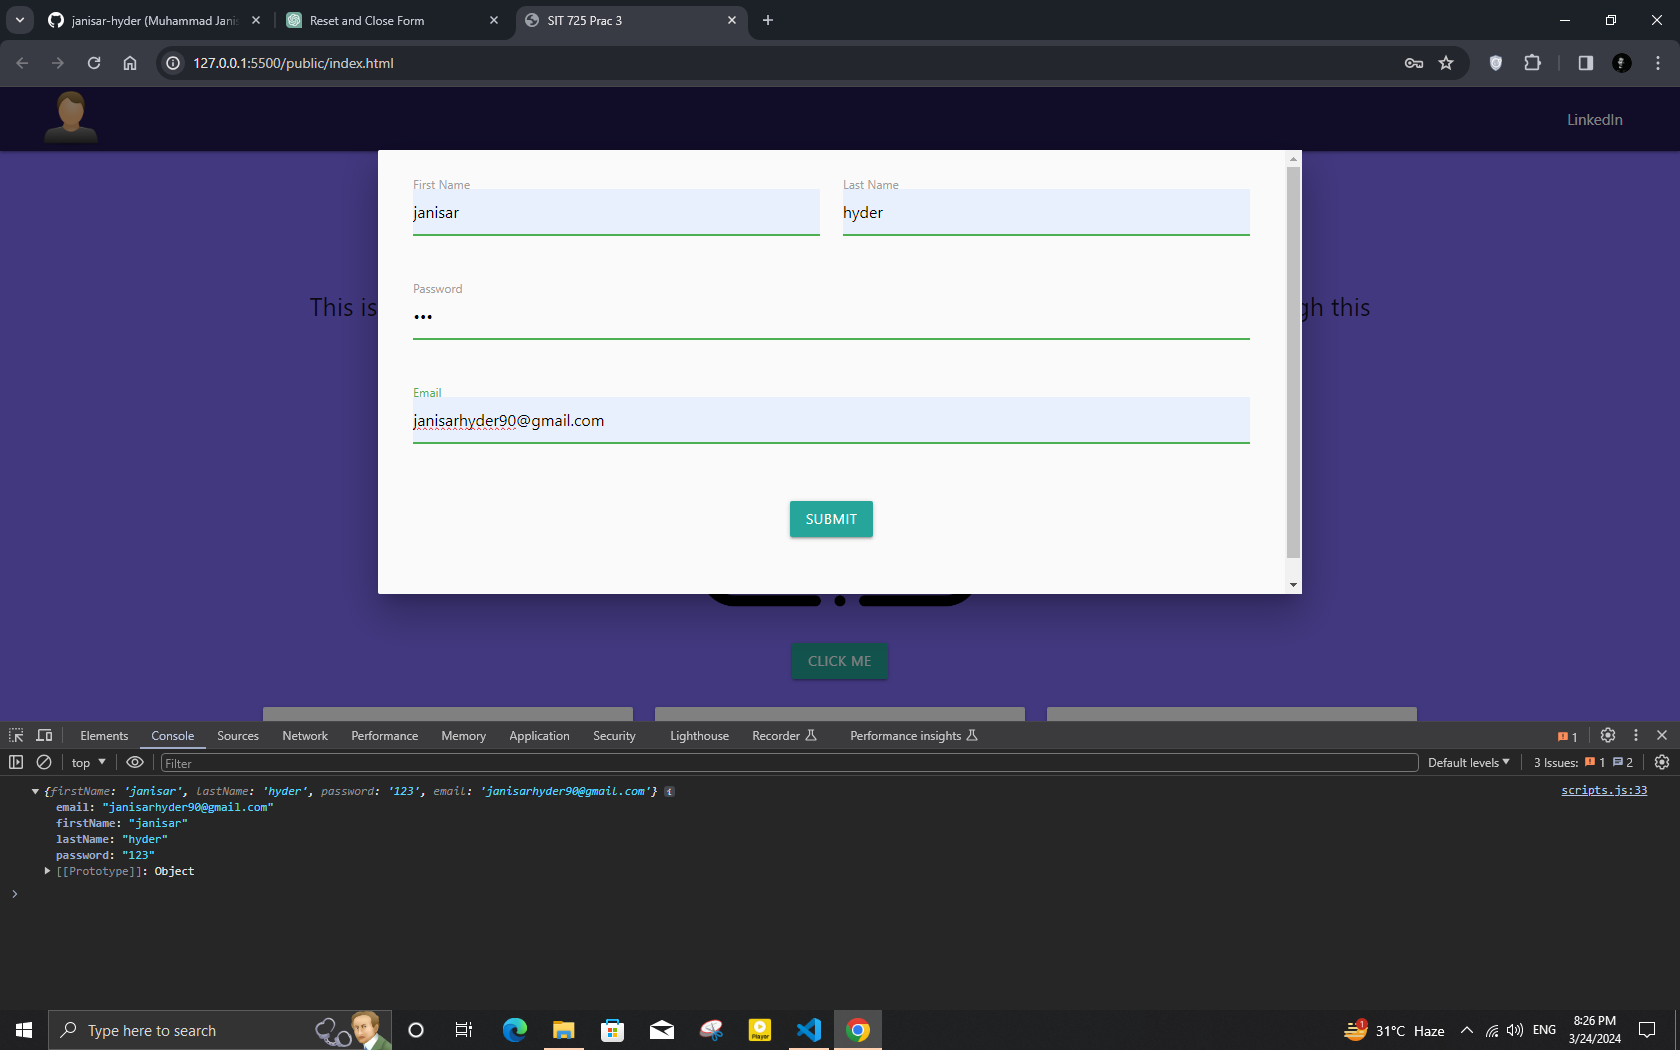 janisar-hyder (Muhammad Janis
Reset and Close Form
SIT 725 Prac 3
127.0.0.1:5500/public/index.html
LinkedIn
First Name
Last Name
janisar
hyder
This is
gh this
Password
•••
Email
janisarhyder90@gmail.com
SUBMIT
CLICK ME
Elements Console Sources Network Performance Memory Application Security Lighthouse Recorder Performance insights 1
top Filter Default levels 3 Issues: 1 2
{firstName: 'janisar', lastName: 'hyder', password: '123', email: 'janisarhyder90@gmail.com'} i scripts.js:33
email: "janisarhyder90@gmail.com"
firstName: "janisar"
lastName: "hyder"
password: "123"
[[Prototype]]: Object
Type here to search
Player
1
31°C Haze
ENG
8:26 PM
3/24/2024